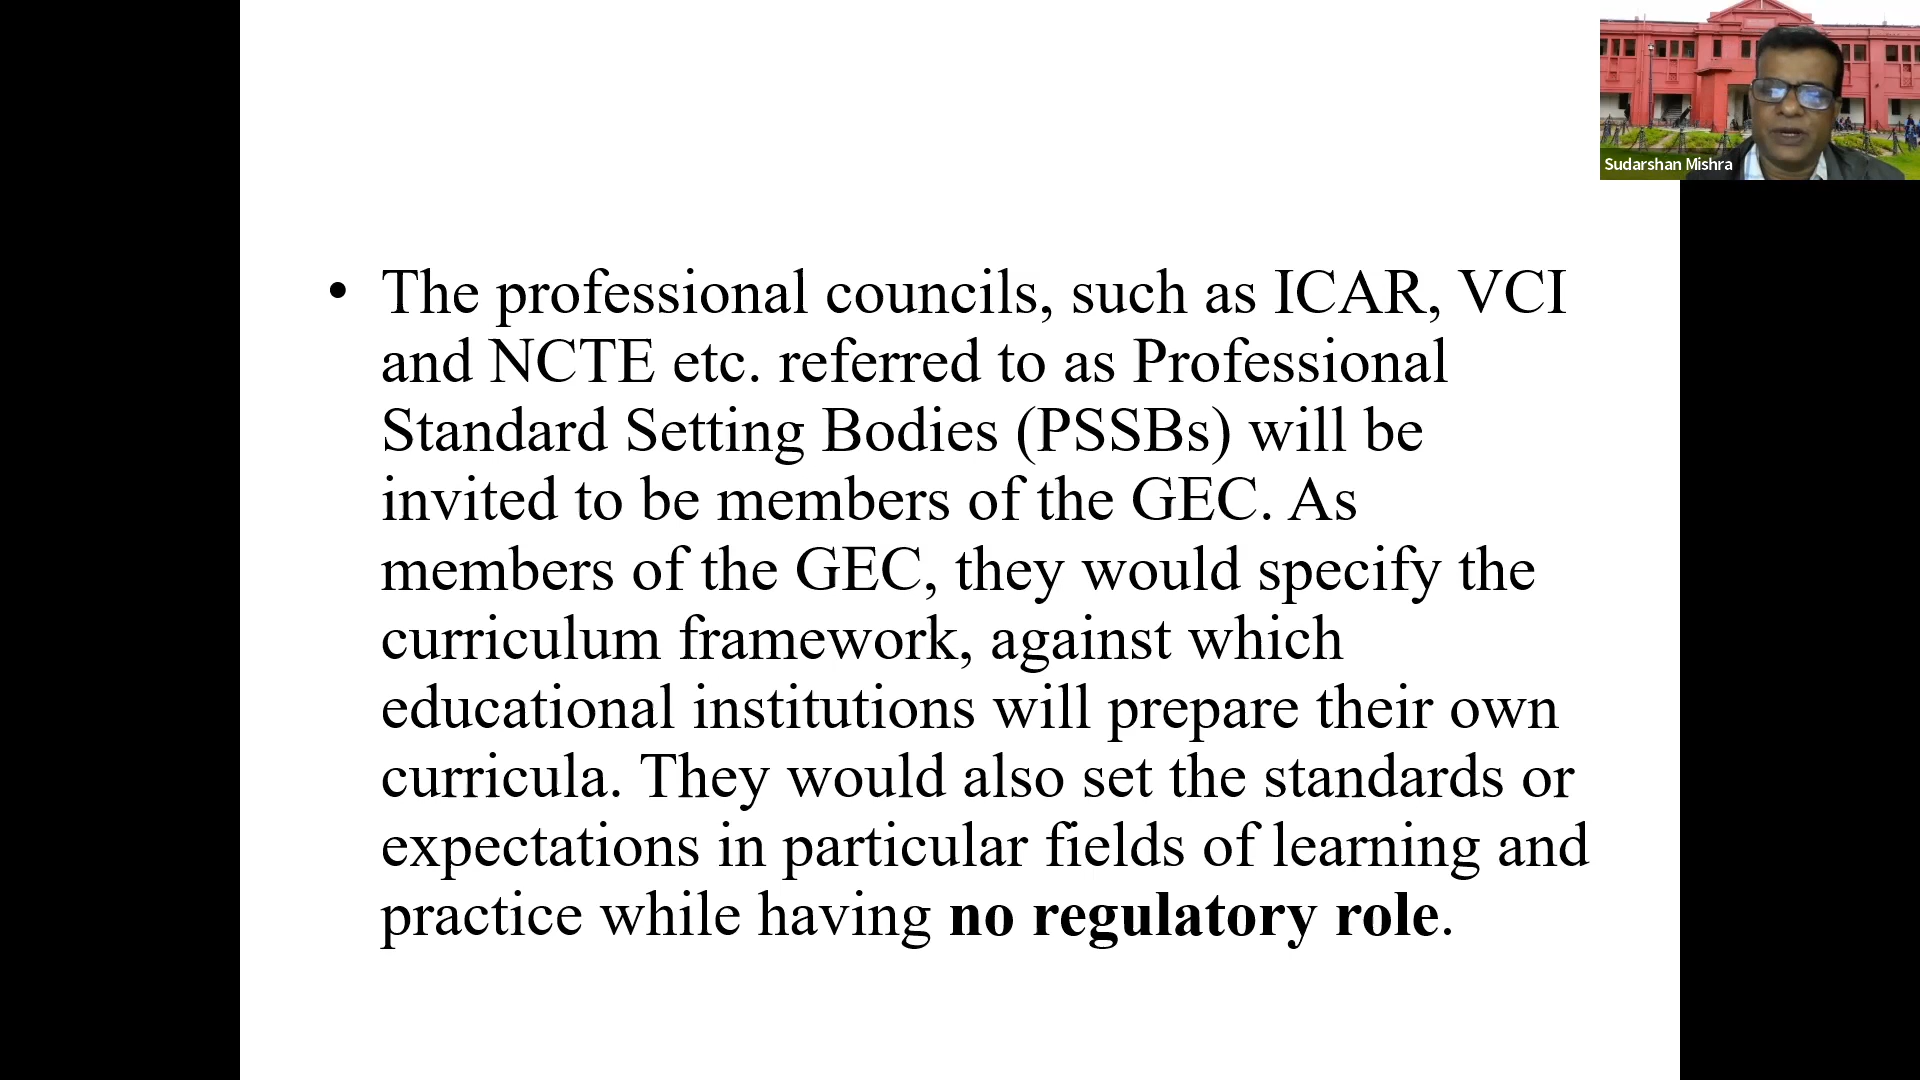 Sudarshan Mishra
• The professional councils, such as ICAR, VCI
and NCTE etc. referred to as Professional
Standard Setting Bodies (PSSBs) will be
invited to be members of the GEC. As
members of the GEC, they would specify the
curriculum framework, against which
educational institutions will prepare their own
curricula. They would also set the standards or
expectations in particular fields of learning and
practice while having no regulatory role.